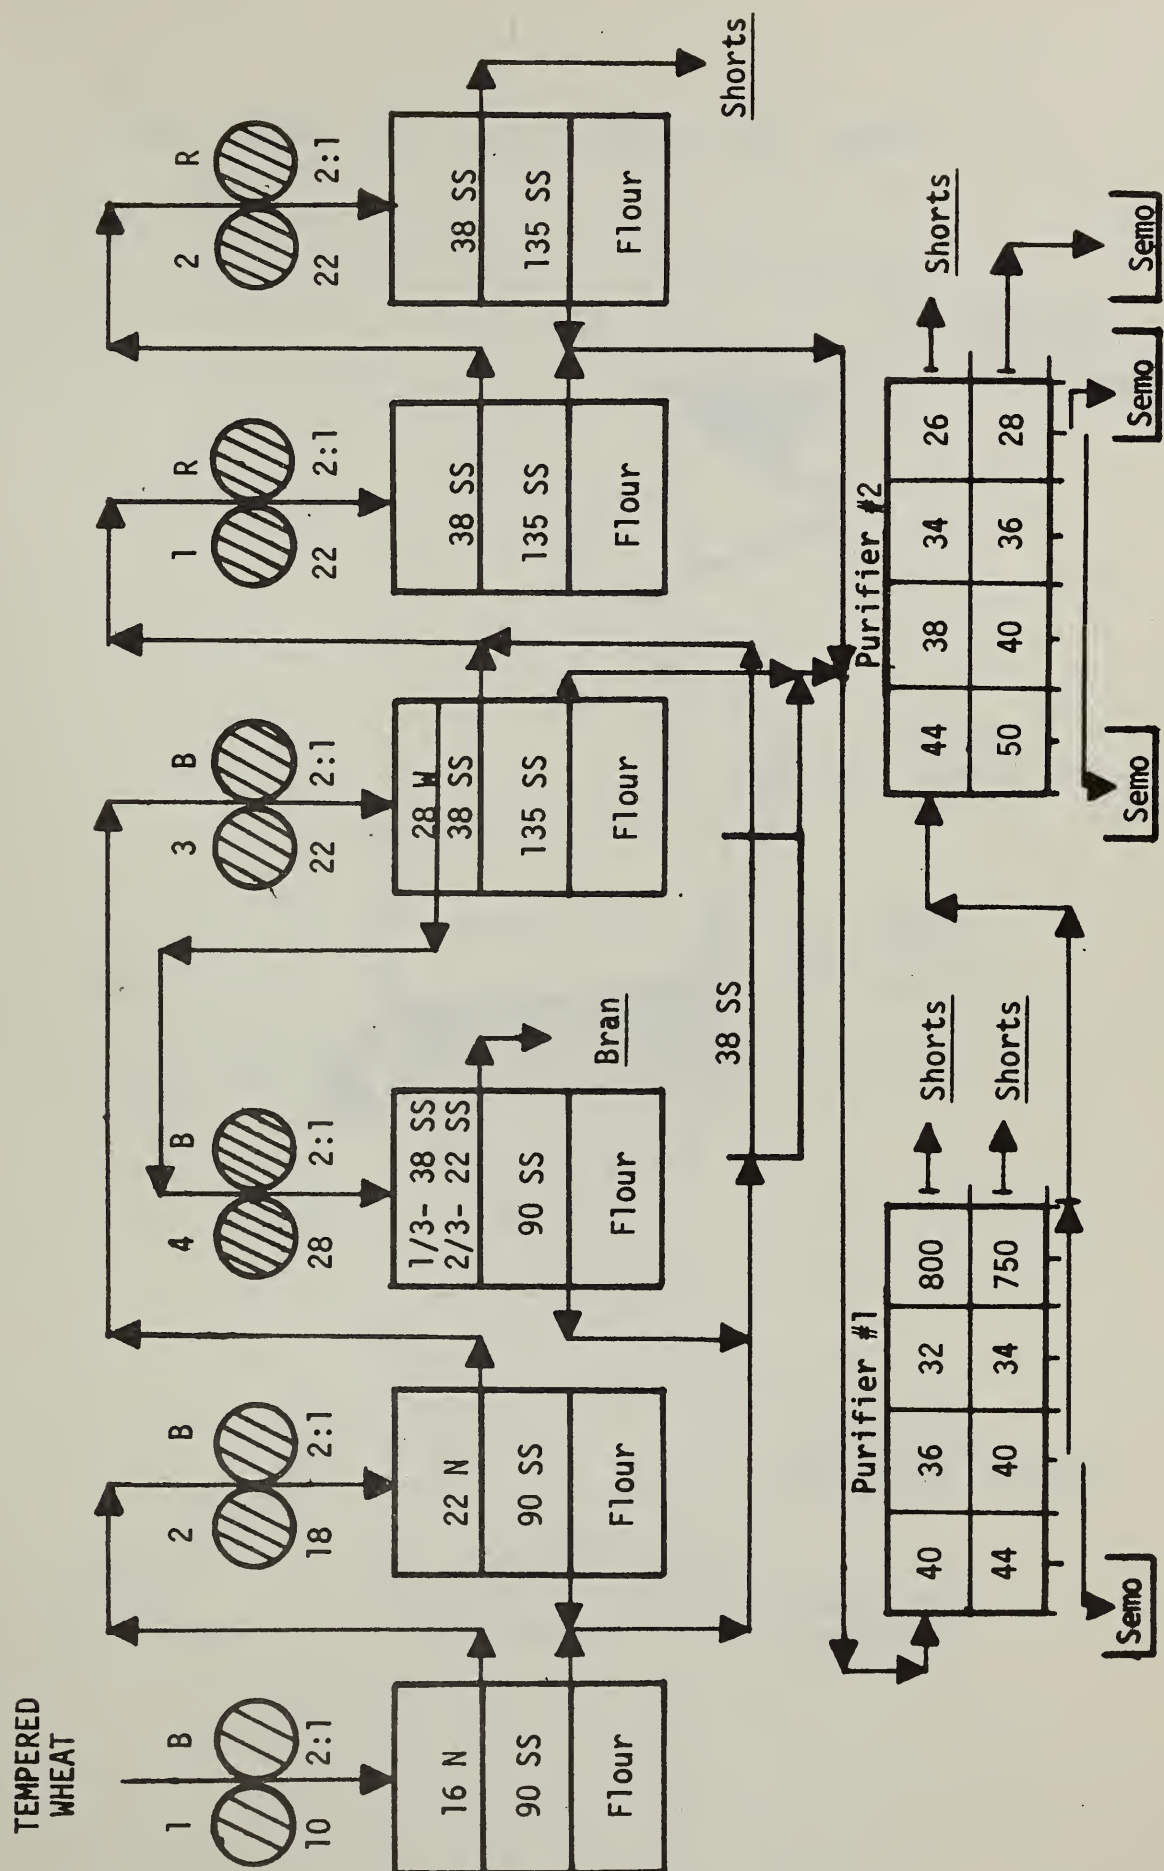 TEMPERED
WHEAT
1 B
10 2:1
16 N
90 SS
Flour
2 B
18 2:1
22 N
90 SS
Flour
4 B
28 2:1
1/3- 38 SS
2/3- 22 SS
90 SS
Flour
Bran
3 B
22 2:1
28 W
38 SS
135 SS
Flour
1 R
22 2:1
38 SS
135 SS
Flour
2 R
22 2:1
38 SS
135 SS
Flour
Shorts
38 SS
Purifier #1
40 36 32 800
44 40 34 750
Shorts
Shorts
Semo
Purifier #2
44 38 34 26
50 40 36 28
Shorts
Semo
Semo
Semo